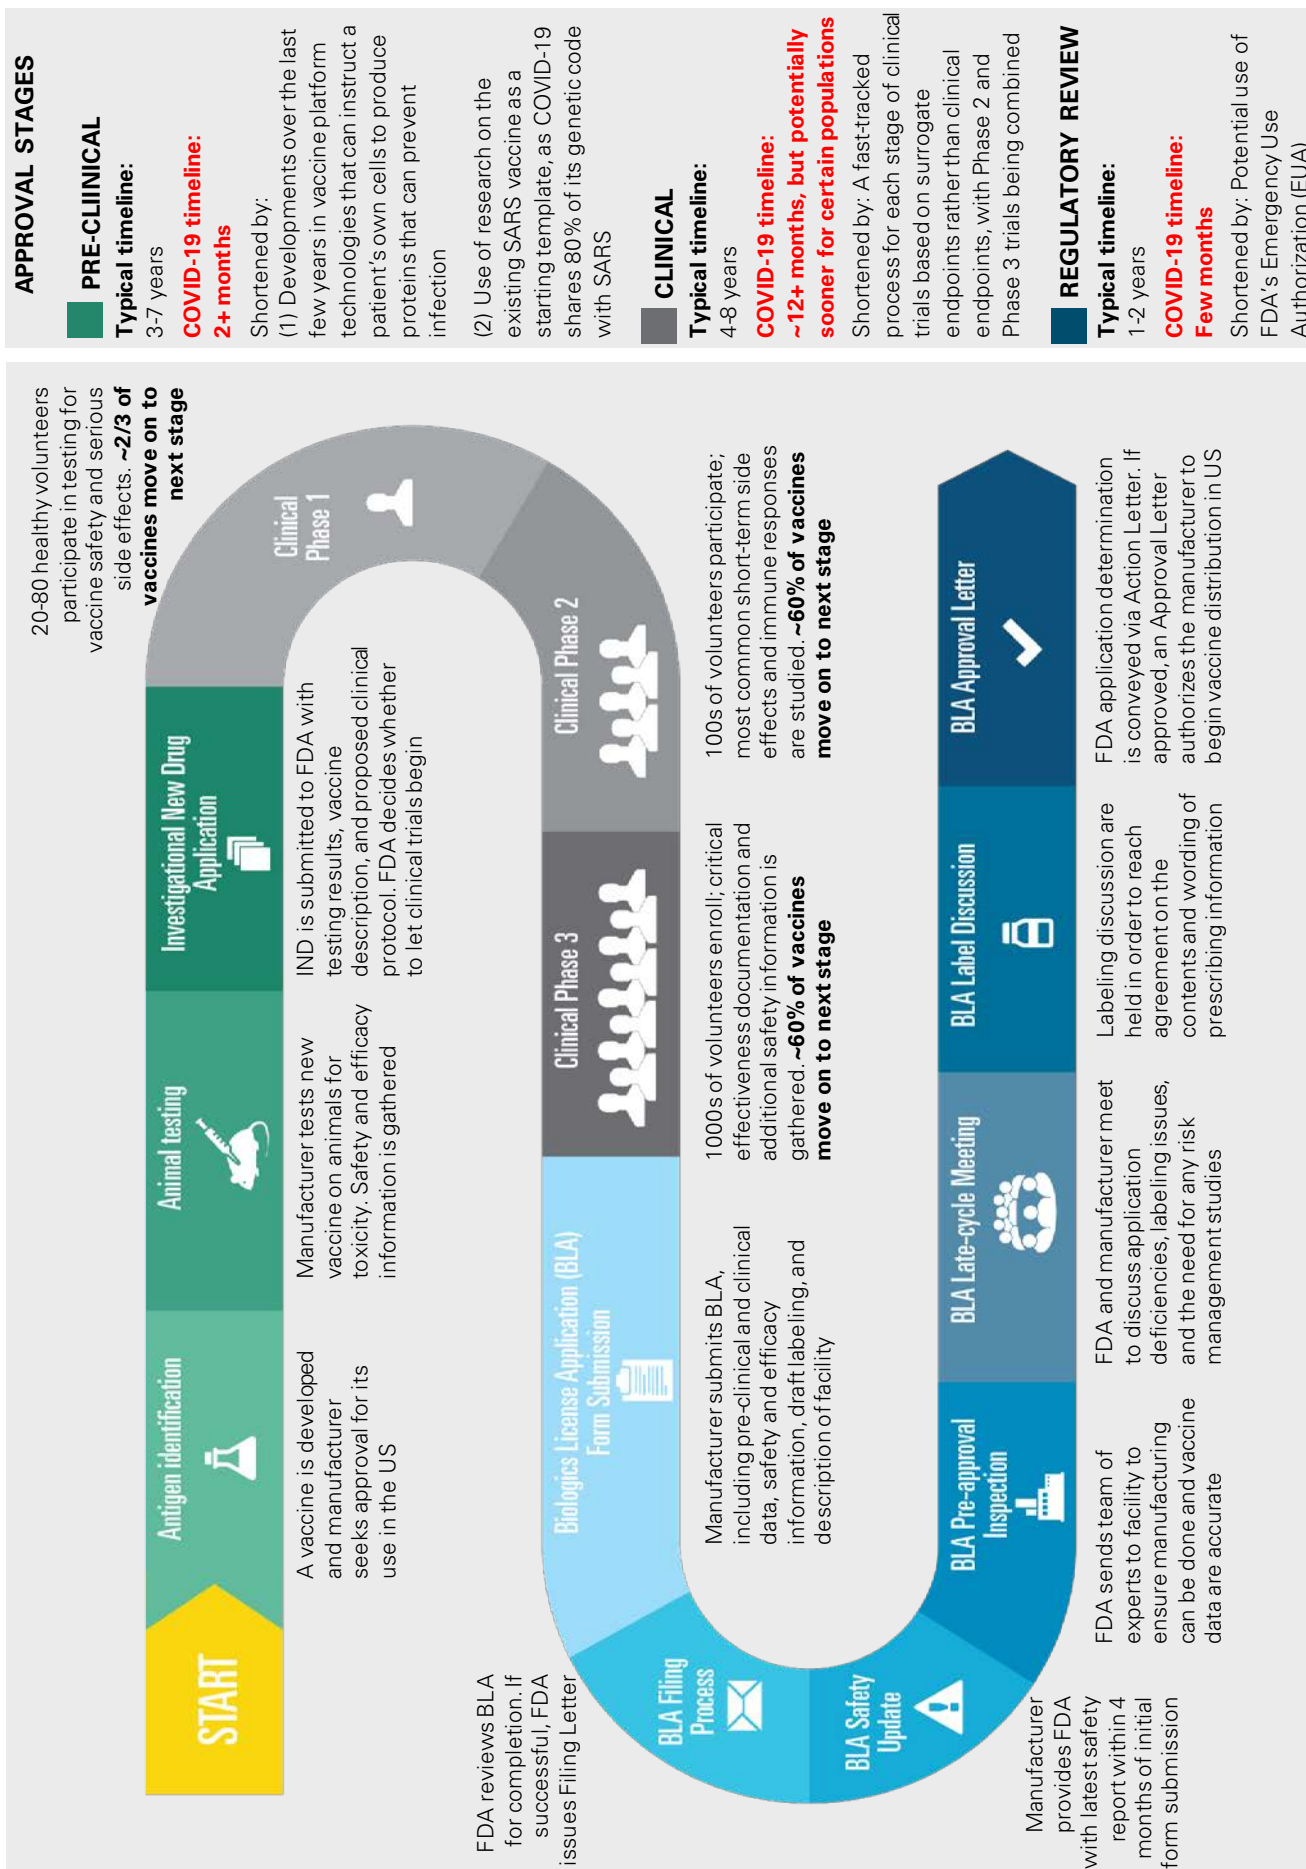 START
Antigen identification
A vaccine is developed
and manufacturer
seeks approval for its
use in the US
Animal testing
Manufacturer tests new
vaccine on animals for
toxicity. Safety and efficacy
information is gathered
Investigational New Drug
Application
IND is submitted to FDA with
testing results, vaccine
description, and proposed clinical
protocol. FDA decides whether
to let clinical trials begin
20-80 healthy volunteers
participate in testing for
vaccine safety and serious
side effects. ~2/3 of
vaccines move on to
next stage
Clinical
Phase 1
Clinical Phase 2
100s of volunteers participate;
most common short-term side
effects and immune responses
are studied. ~60% of vaccines
move on to next stage
Clinical Phase 3
1000s of volunteers enroll; critical
effectiveness documentation and
additional safety information is
gathered. ~60% of vaccines
move on to next stage
Biologics License Application (BLA)
Form Submission
Manufacturer submits BLA,
including pre-clinical and clinical
data, safety and efficacy
information, draft labeling, and
description of facility
FDA reviews BLA
for completion. If
successful, FDA
issues Filing Letter
BLA Filing
Process
BLA Safety
Update
Manufacturer
provides FDA
with latest safety
report within 4
months of initial
form submission
BLA Pre-approval
Inspection
FDA sends team of
experts to facility to
ensure manufacturing
can be done and vaccine
data are accurate
BLA Late-cycle Meeting
FDA and manufacturer meet
to discuss application
deficiencies, labeling issues,
and the need for any risk
management studies
BLA Label Discussion
Labeling discussion are
held in order to reach
agreement on the
contents and wording of
prescribing information
BLA Approval Letter
FDA application determination
is conveyed via Action Letter. If
approved, an Approval Letter
authorizes the manufacturer to
begin vaccine distribution in US
APPROVAL STAGES
PRE-CLIINICAL
Typical timeline:
3-7 years
COVID-19 timeline:
2+ months
Shortened by:
(1) Developments over the last
few years in vaccine platform
technologies that can instruct a
patient's own cells to produce
proteins that can prevent
infection
(2) Use of research on the
existing SARS vaccine as a
starting template, as COVID-19
shares 80% of its genetic code
with SARS
CLINICAL
Typical timeline:
4-8 years
COVID-19 timeline:
~12+ months, but potentially
sooner for certain populations
Shortened by: A fast-tracked
process for each stage of clinical
trials based on surrogate
endpoints rather than clinical
endpoints, with Phase 2 and
Phase 3 trials being combined
REGULATORY REVIEW
Typical timeline:
1-2 years
COVID-19 timeline:
Few months
Shortened by: Potential use of
FDA's Emergency Use
Authorization (EUA)